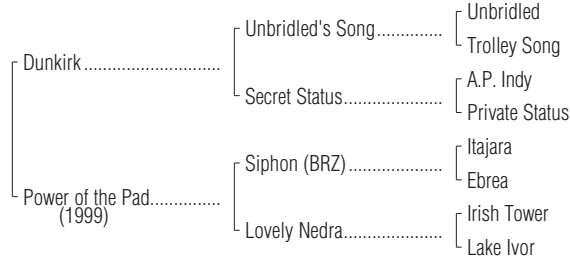 Unbridled
Unbridled's Song..............
Trolley Song
Dunkirk.............................
A.P. Indy
Secret Status.....................
Private Status
Itajara
Siphon (BRZ)....................
Ebrea
Power of the Pad...............
(1999)
Irish Tower
Lovely Nedra.....................
Lake Ivor